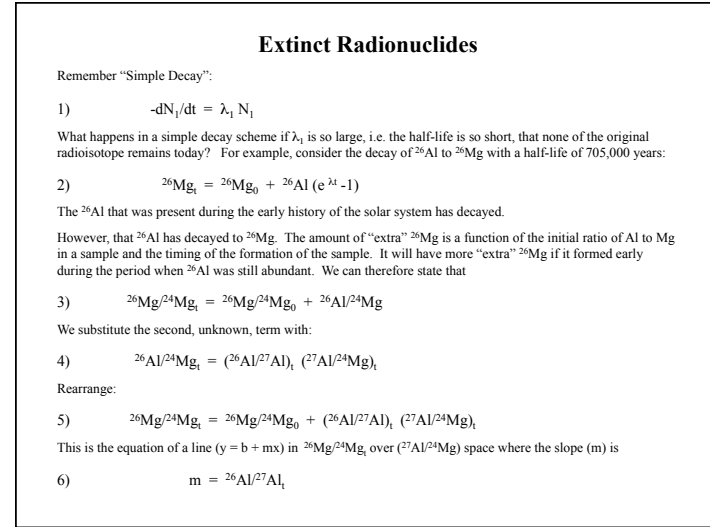 Extinct Radionuclides
Remember “Simple Decay”:
1) -dN₁/dt = λ₁ N₁
What happens in a simple decay scheme if λ₁ is so large, i.e. the half-life is so short, that none of the original
radioisotope remains today? For example, consider the decay of ²⁶Al to ²⁶Mg with a half-life of 705,000 years:
2) ²⁶Mgₜ = ²⁶Mg₀ + ²⁶Al (e ^λt -1)
The ²⁶Al that was present during the early history of the solar system has decayed.
However, that ²⁶Al has decayed to ²⁶Mg. The amount of “extra” ²⁶Mg is a function of the initial ratio of Al to Mg
in a sample and the timing of the formation of the sample. It will have more “extra” ²⁶Mg if it formed early
during the period when ²⁶Al was still abundant. We can therefore state that
3) ²⁶Mg/²⁴Mgₜ = ²⁶Mg/²⁴Mg₀ + ²⁶Al/²⁴Mg
We substitute the second, unknown, term with:
4) ²⁶Al/²⁴Mgₜ = (²⁶Al/²⁷Al)ₜ (²⁷Al/²⁴Mg)ₜ
Rearrange:
5) ²⁶Mg/²⁴Mgₜ = ²⁶Mg/²⁴Mg₀ + (²⁶Al/²⁷Al)ₜ (²⁷Al/²⁴Mg)ₜ
This is the equation of a line (y = b + mx) in ²⁶Mg/²⁴Mgₜ over (²⁷Al/²⁴Mg) space where the slope (m) is
6) m = ²⁶Al/²⁷Alₜ